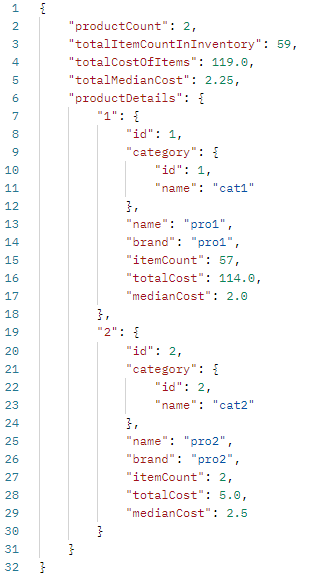 1 {
2     "productCount": 2,
3     "totalItemCountInInventory": 59,
4     "totalCostOfItems": 119.0,
5     "totalMedianCost": 2.25,
6     "productDetails": {
7         "1": {
8             "id": 1,
9             "category": {
10                 "id": 1,
11                 "name": "cat1"
12             },
13             "name": "pro1",
14             "brand": "pro1",
15             "itemCount": 57,
16             "totalCost": 114.0,
17             "medianCost": 2.0
18         },
19         "2": {
20             "id": 2,
21             "category": {
22                 "id": 2,
23                 "name": "cat2"
24             },
25             "name": "pro2",
26             "brand": "pro2",
27             "itemCount": 2,
28             "totalCost": 5.0,
29             "medianCost": 2.5
30         }
31     }
32 }